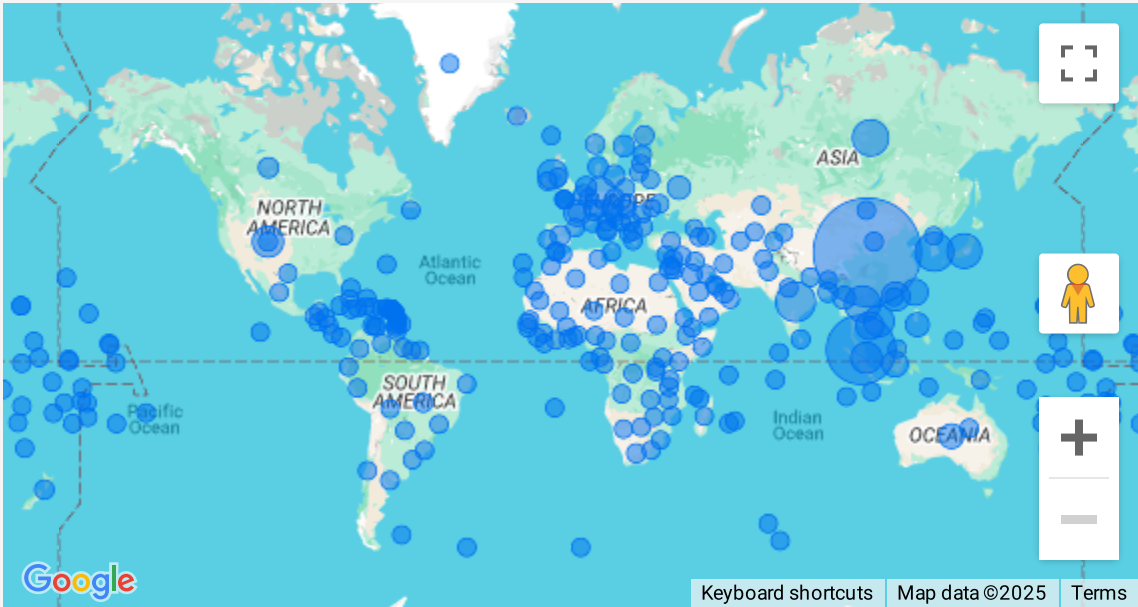 ASIA
EUROPE
NORTH
AMERICA
Atlantic
Ocean
AFRICA
SOUTH
AMERICA
Pacific
Ocean
Indian
Ocean
OCEANIA
Google
Keyboard shortcuts
Map data ©2025
Terms